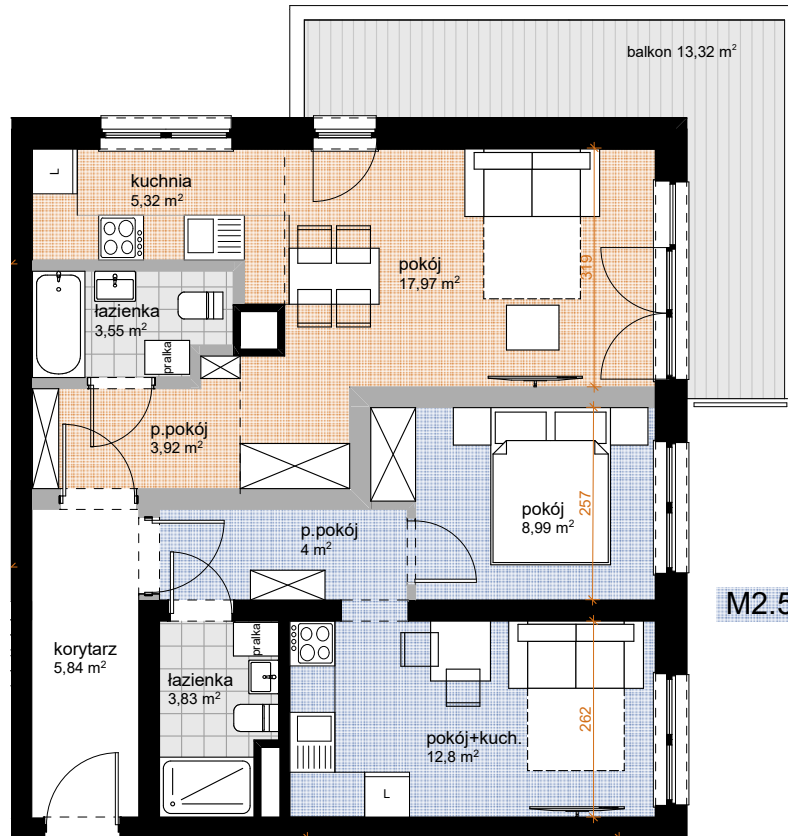 balkon 13,32 m²
L
kuchnia
5,32 m²
pokój
17,97 m²
319
łazienka
3,55 m²
pralka
p.pokój
3,92 m²
257
pokój
8,99 m²
p.pokój
4 m²
M2.5
korytarz
5,84 m²
pralka
łazienka
3,83 m²
262
pokój+kuch.
12,8 m²
L